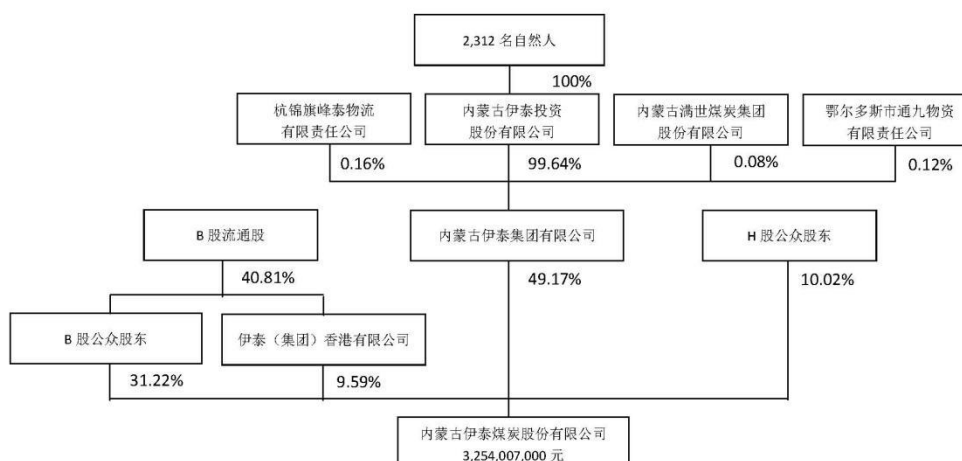 2,312 名自然人
100%
杭锦旗峰泰物流
有限责任公司
内蒙古伊泰投资
股份有限公司
内蒙古满世煤炭集团
股份有限公司
鄂尔多斯市通九物资
有限责任公司
0.16%
99.64%
0.08%
0.12%
B 股流通股
内蒙古伊泰集团有限公司
H 股公众股东
40.81%
49.17%
10.02%
B 股公众股东
伊泰（集团）香港有限公司
31.22%
9.59%
内蒙古伊泰煤炭股份有限公司
3,254,007,000 元